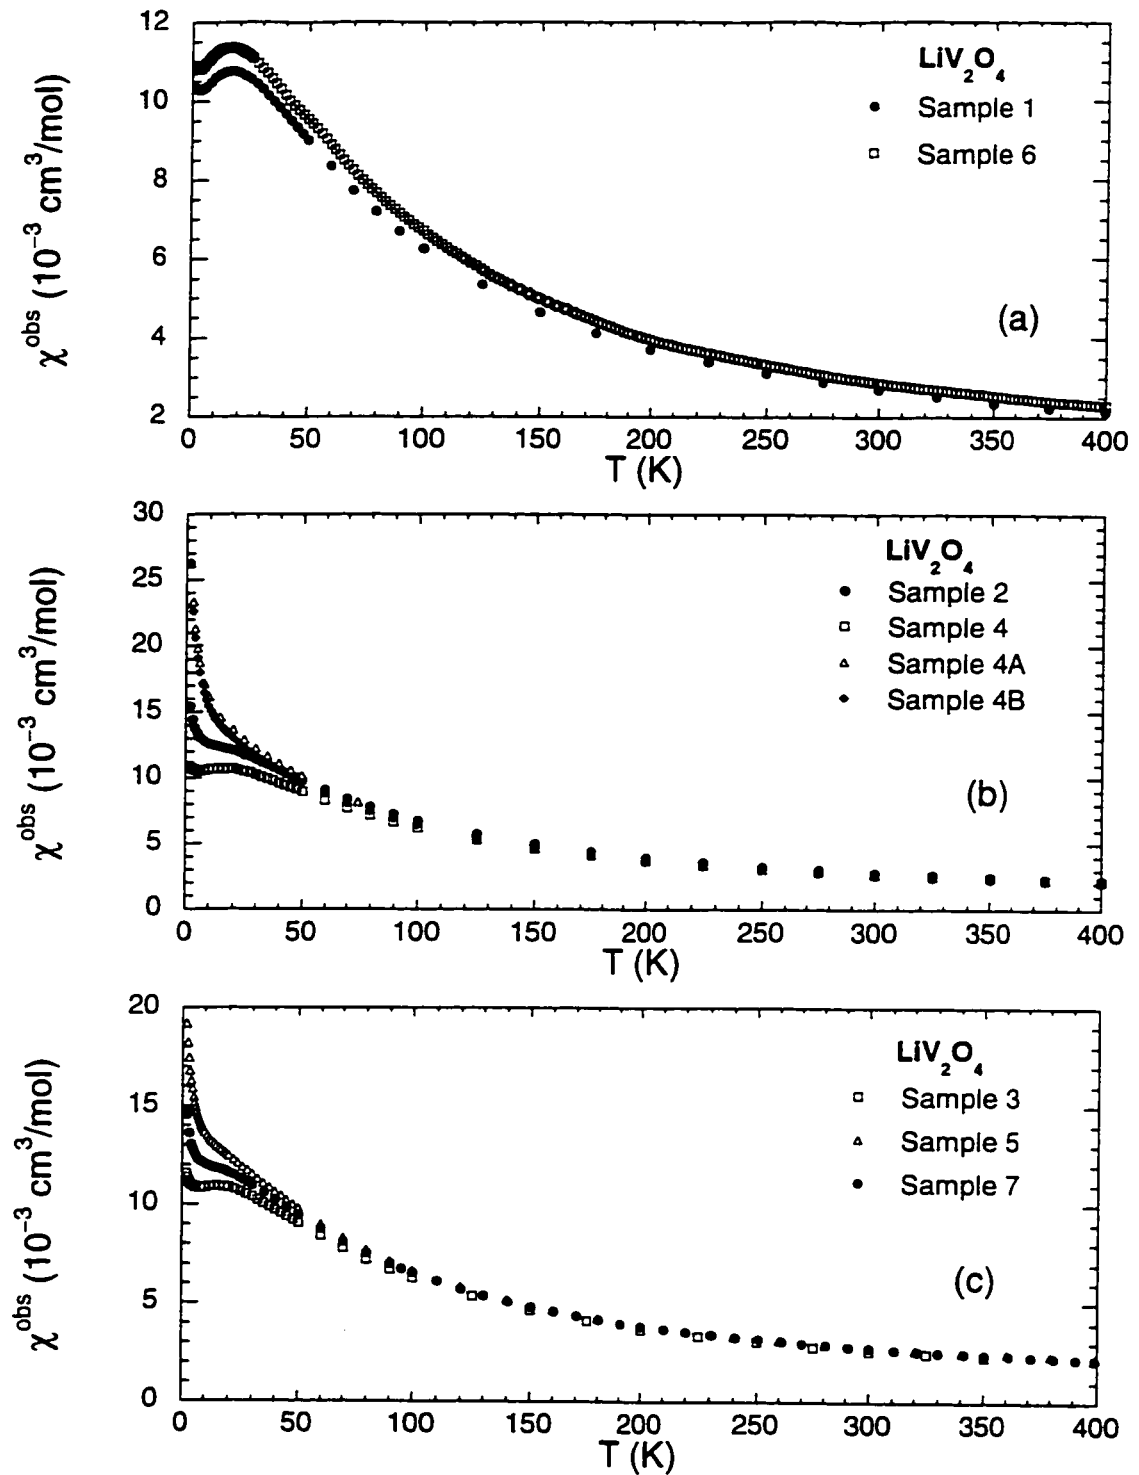 12
10
8
6
4
2
χ^obs (10^−3 cm^3/mol)
LiV_2O_4
Sample 1
Sample 6
(a)
0 50 100 150 200 250 300 350 400
T (K)
30
25
20
15
10
5
0
χ^obs (10^−3 cm^3/mol)
LiV_2O_4
Sample 2
Sample 4
Sample 4A
Sample 4B
(b)
0 50 100 150 200 250 300 350 400
T (K)
20
15
10
5
0
χ^obs (10^−3 cm^3/mol)
LiV_2O_4
Sample 3
Sample 5
Sample 7
(c)
0 50 100 150 200 250 300 350 400
T (K)